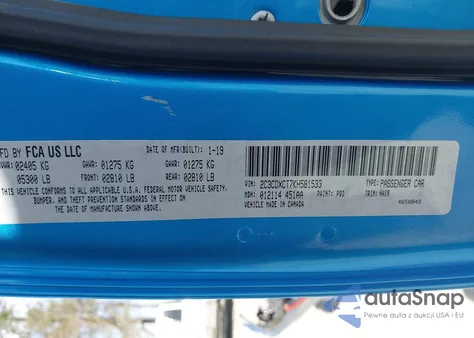 MFD BY FCA US LLC DATE OF MFR(BUILT): 1-19
GVWR: 02405 KG GAWR: 01275 KG GAWR: 01275 KG
05300 LB FRONT: 02810 LB REAR: 02810 LB
THIS VEHICLE CONFORMS TO ALL APPLICABLE U.S.A. FEDERAL MOTOR VEHICLE SAFETY,
BUMPER, AND THEFT PREVENTION STANDARDS IN EFFECT
ON THE DATE OF MANUFACTURE SHOWN ABOVE.
VIN: 2C3CDXCT7KH581533 TYPE: PASSENGER CAR
MDH: 012114 451AA PAINT: PQD TRIM: HAX9
VEHICLE MADE IN CANADA 4658843
autoSnap
Pewne auta z aukcji USA i EU